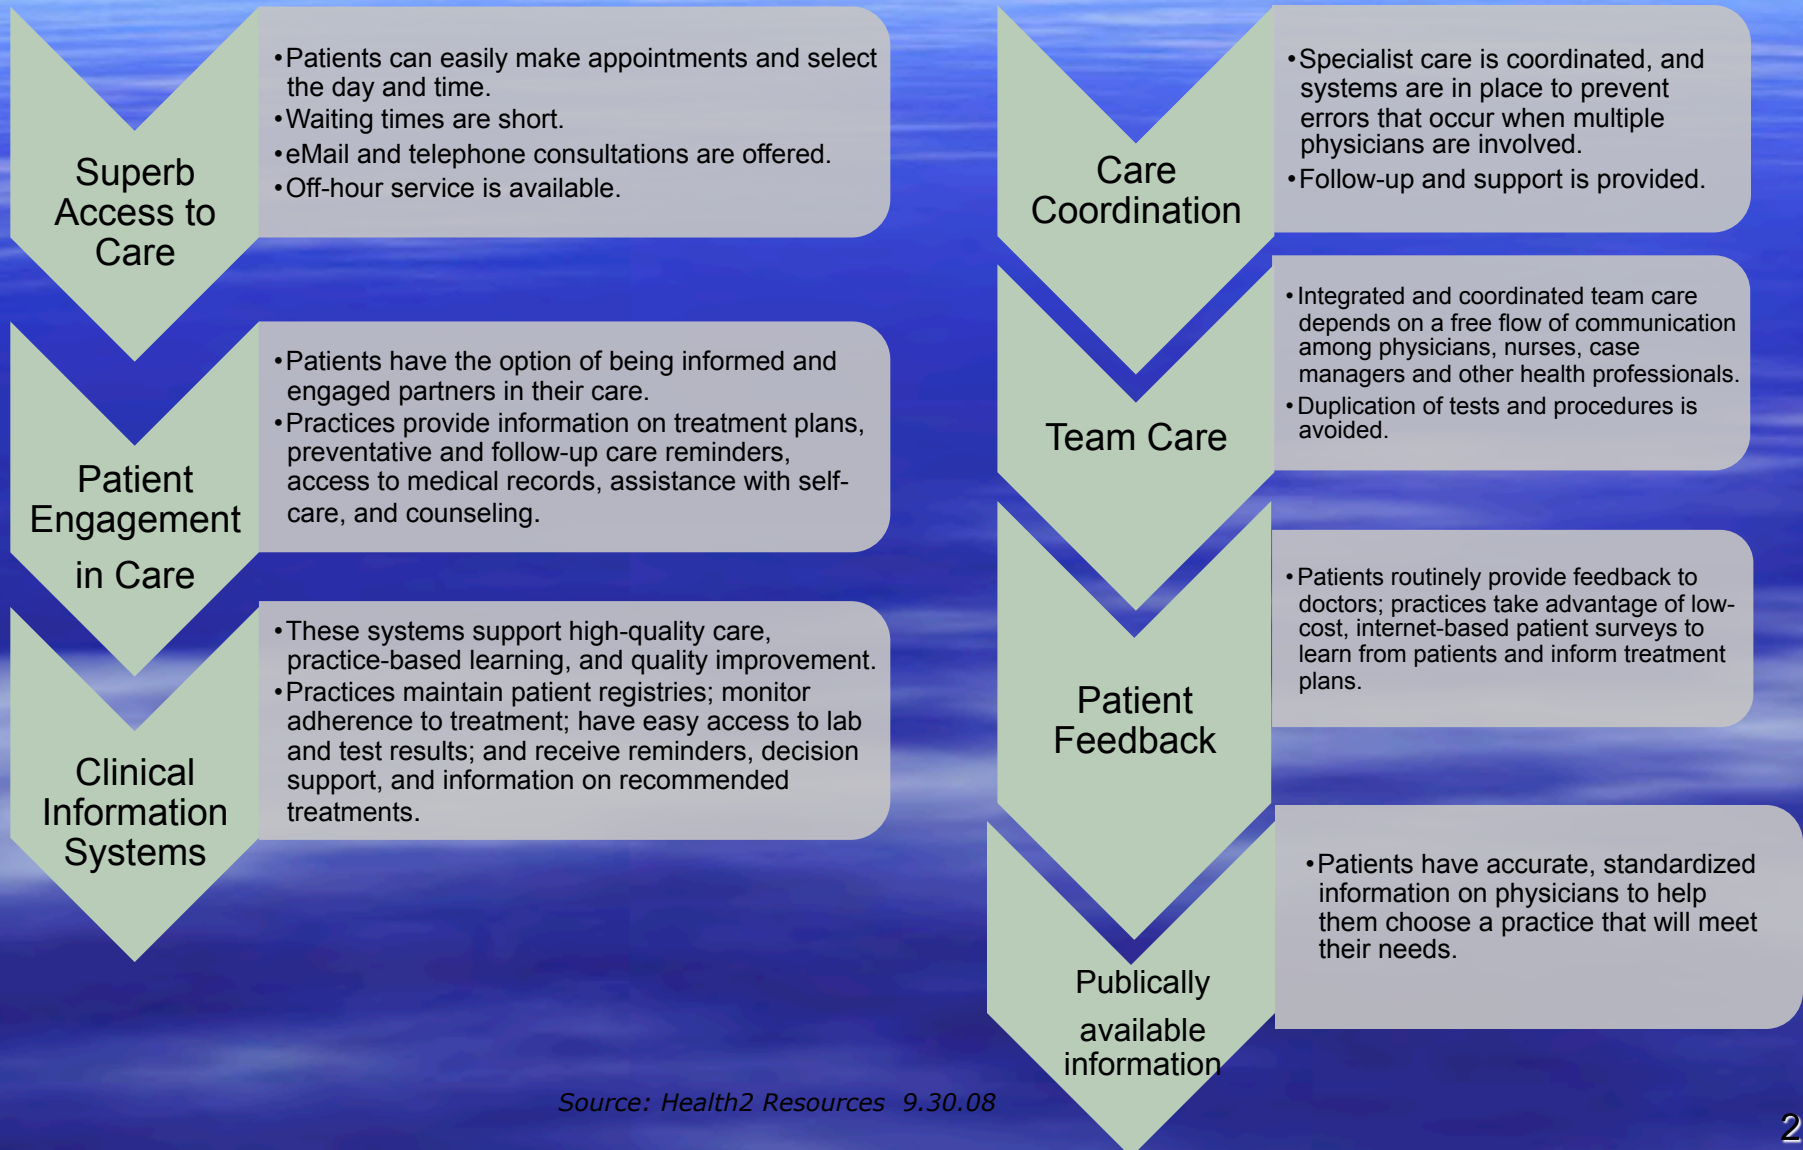 Superb
Access to
Care
•Patients can easily make appointments and select
the day and time.
•Waiting times are short.
•eMail and telephone consultations are offered.
•Off-hour service is available.
Patient
Engagement
in Care
•Patients have the option of being informed and
engaged partners in their care.
•Practices provide information on treatment plans,
preventative and follow-up care reminders,
access to medical records, assistance with self-
care, and counseling.
Clinical
Information
Systems
•These systems support high-quality care,
practice-based learning, and quality improvement.
•Practices maintain patient registries; monitor
adherence to treatment; have easy access to lab
and test results; and receive reminders, decision
support, and information on recommended
treatments.
Care
Coordination
•Specialist care is coordinated, and
systems are in place to prevent
errors that occur when multiple
physicians are involved.
•Follow-up and support is provided.
Team Care
•Integrated and coordinated team care
depends on a free flow of communication
among physicians, nurses, case
managers and other health professionals.
•Duplication of tests and procedures is
avoided.
Patient
Feedback
•Patients routinely provide feedback to
doctors; practices take advantage of low-
cost, internet-based patient surveys to
learn from patients and inform treatment
plans.
Publically
available
information
•Patients have accurate, standardized
information on physicians to help
them choose a practice that will meet
their needs.
Source: Health2 Resources 9.30.08
2